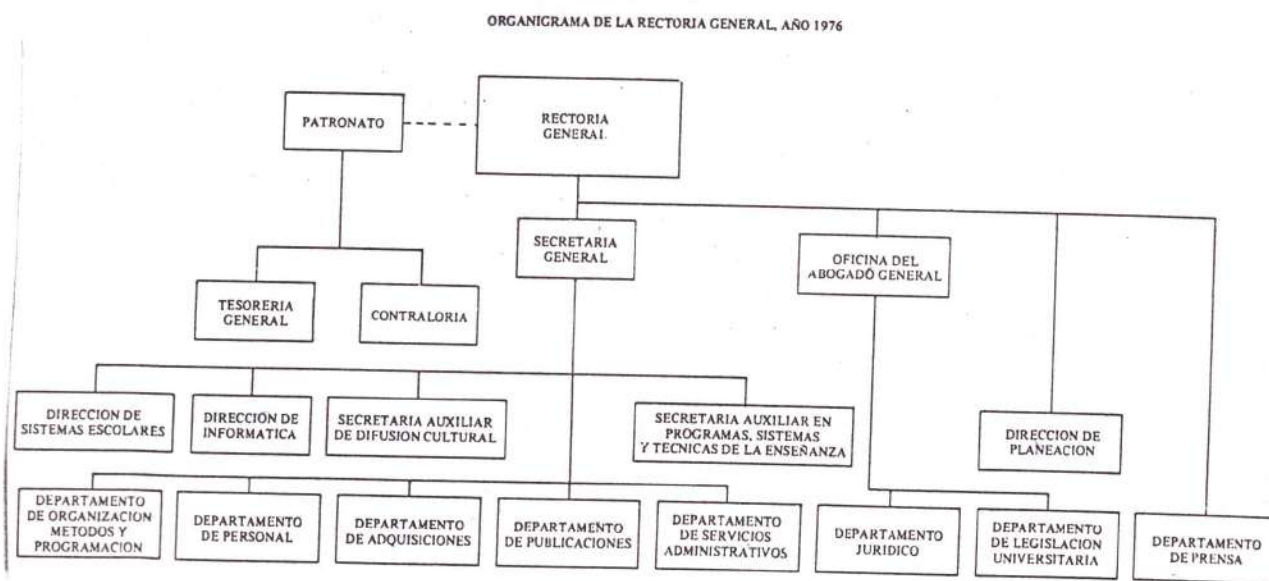 ORGANIGRAMA DE LA RECTORIA GENERAL, AÑO 1976
PATRONATO
RECTORIA
GENERAL
SECRETARIA
GENERAL
OFICINA DEL
ABOGADO GENERAL
TESORERIA
GENERAL
CONTRALORIA
DIRECCION DE
SISTEMAS ESCOLARES
DIRECCION DE
INFORMATICA
SECRETARIA AUXILIAR
DE DIFUSION CULTURAL
SECRETARIA AUXILIAR EN
PROGRAMAS, SISTEMAS
Y TECNICAS DE LA ENSEÑANZA
DIRECCION DE
PLANEACION
DEPARTAMENTO
DE ORGANIZACION
METODOS Y
PROGRAMACION
DEPARTAMENTO
DE PERSONAL
DEPARTAMENTO
DE ADQUISICIONES
DEPARTAMENTO
DE PUBLICACIONES
DEPARTAMENTO
DE SERVICIOS
ADMINISTRATIVOS
DEPARTAMENTO
JURIDICO
DEPARTAMENTO
DE LEGISLACION
UNIVERSITARIA
DEPARTAMENTO
DE PRENSA